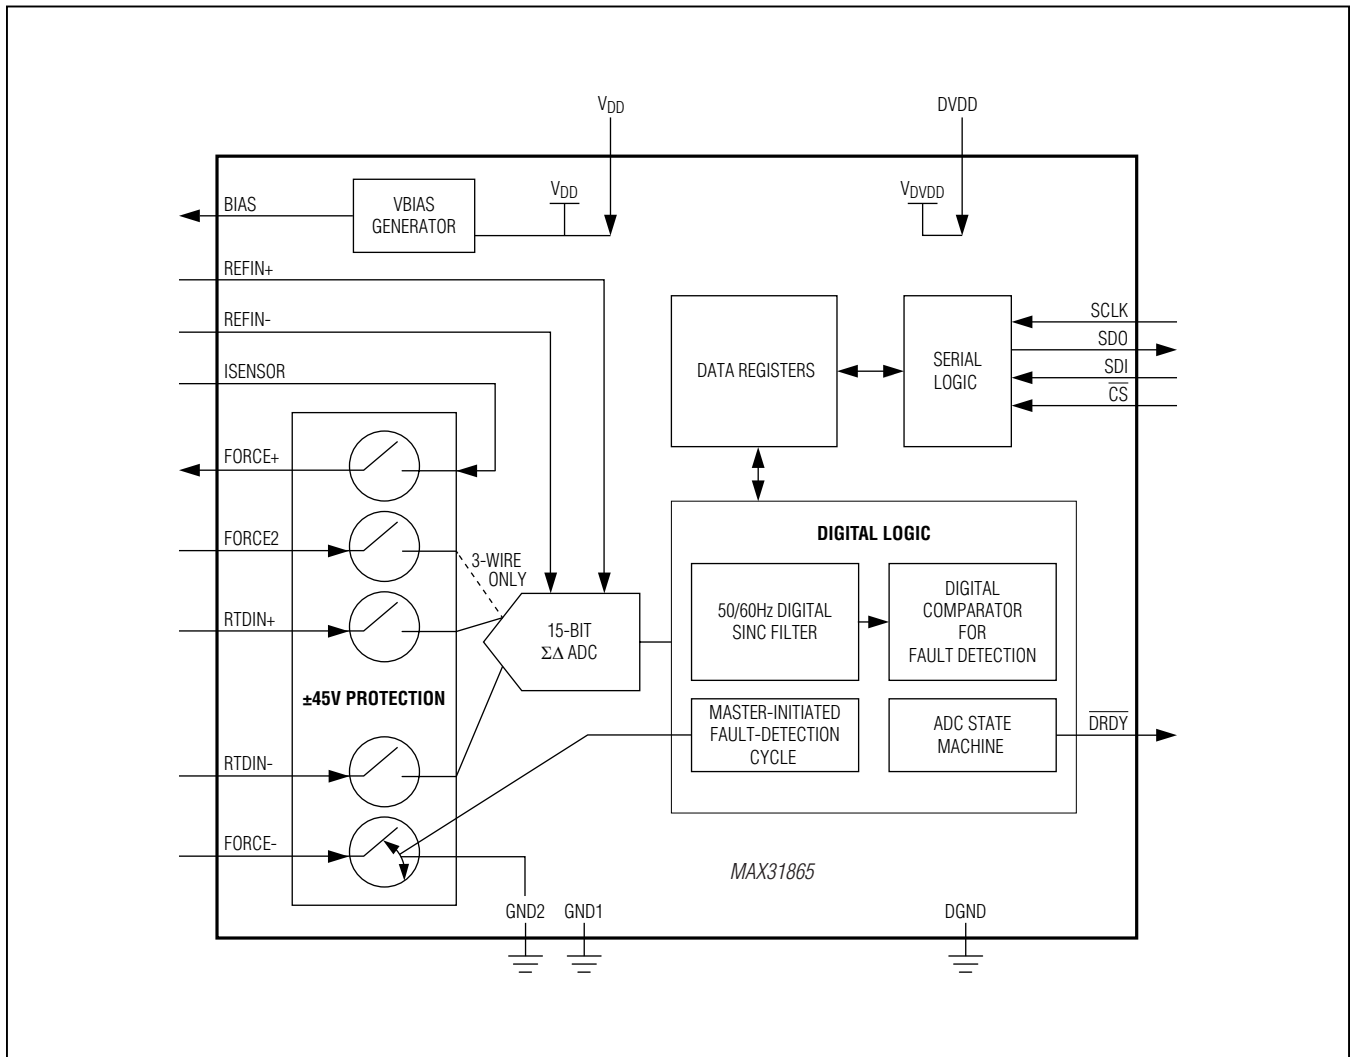 VDD
DVDD
BIAS
VBIAS
GENERATOR
VDD
VDVDD
REFIN+
REFIN-
ISENSOR
FORCE+
FORCE2
RTDIN+
RTDIN-
FORCE-
±45V PROTECTION
3-WIRE
ONLY
15-BIT
ΣΔ ADC
DATA REGISTERS
SERIAL
LOGIC
SCLK
SDO
SDI
C̅S̅
DIGITAL LOGIC
50/60Hz DIGITAL
SINC FILTER
DIGITAL
COMPARATOR
FOR
FAULT DETECTION
MASTER-INITIATED
FAULT-DETECTION
CYCLE
ADC STATE
MACHINE
D̅R̅D̅Y̅
MAX31865
GND2
GND1
DGND